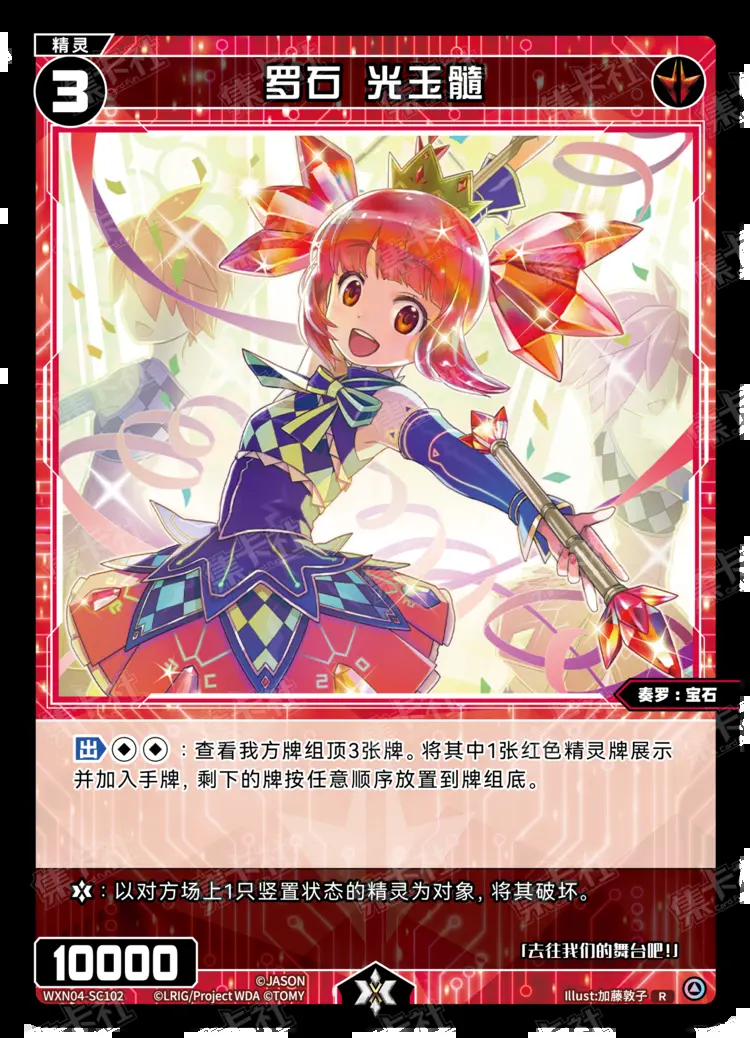 精灵
3
罗石 光玉髓
奏罗：宝石
出 ：查看我方牌组顶3张牌。将其中1张红色精灵牌展示
并加入手牌，剩下的牌按任意顺序放置到牌组底。
：以对方场上1只竖置状态的精灵为对象，将其破坏。
10000
「去往我们的舞台吧!」
©JASON
WXN04-SC102 ©LRIG/Project WDA ©TOMY
Illust:加藤敦子 R
集卡社